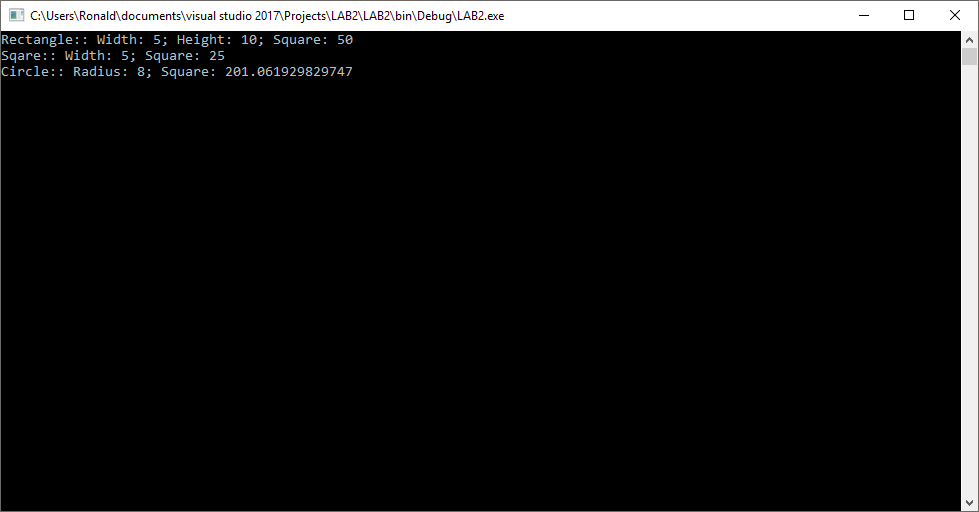 C:\Users\Ronald\documents\visual studio 2017\Projects\LAB2\LAB2\bin\Debug\LAB2.exe
Rectangle:: Width: 5; Height: 10; Square: 50
Sqare:: Width: 5; Square: 25
Circle:: Radius: 8; Square: 201.061929829747